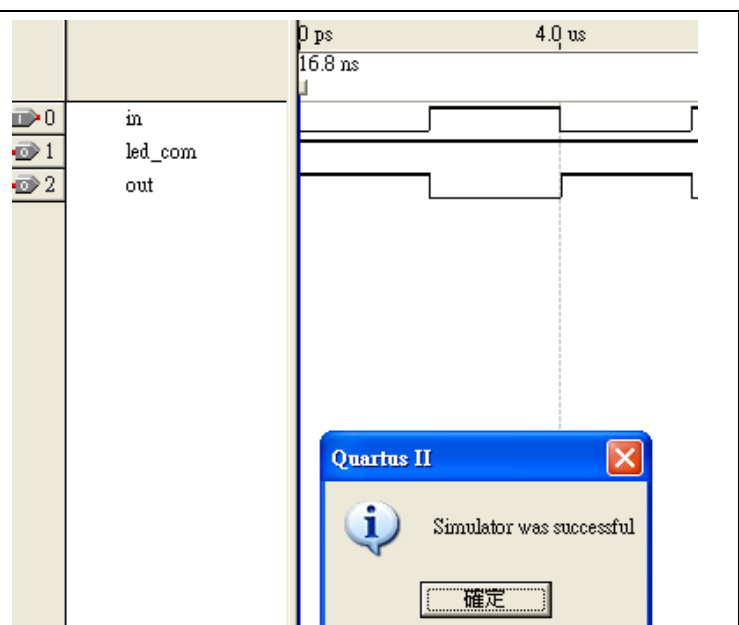 0 ps
4.0 us
16.8 ns
0
in
1
led_com
2
out
Quartus II
Simulator was successful
確定